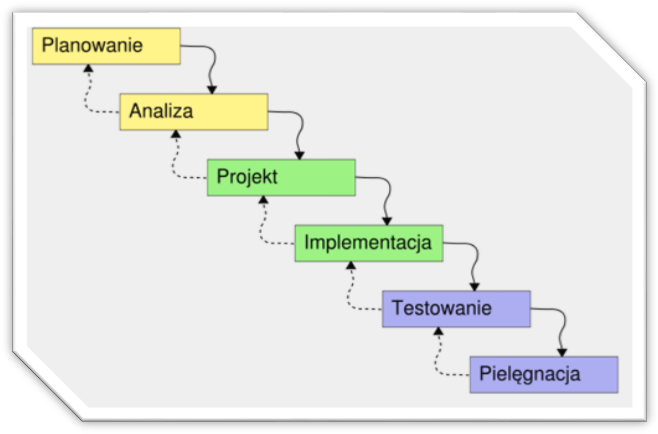 Planowanie
Analiza
Projekt
Implementacja
Testowanie
Pielęgnacja